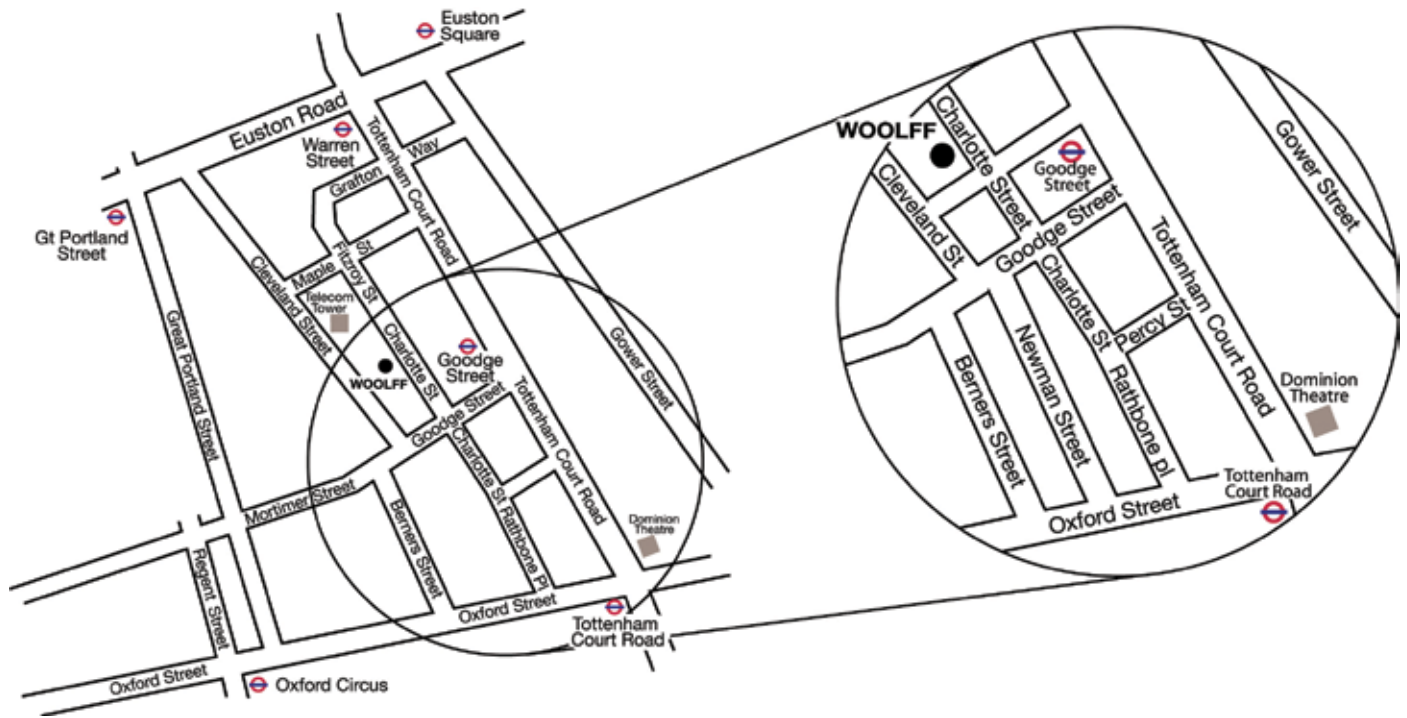 Euston
Square
Euston Road
Warren
Street
Tottenham Court Road
Grafton Way
Gt Portland
Street
Maple St
Fitzroy St
Cleveland Street
Telecom
Tower
Great Portland Street
Charlotte St
WOOLFF
Goodge
Street
Gower Street
Goodge Street
Tottenham Court Road
Charlotte St
Mortimer Street
Berners Street
Rathbone Pl
Dominion
Theatre
Regent Street
Oxford Street
Tottenham
Court Road
Oxford Street
Oxford Circus
WOOLFF
Charlotte Street
Goodge
Street
Gower Street
Cleveland St
Goodge Street
Tottenham Court Road
Charlotte St
Percy St
Newman Street
Berners Street
Rathbone pl
Dominion
Theatre
Tottenham
Court Road
Oxford Street